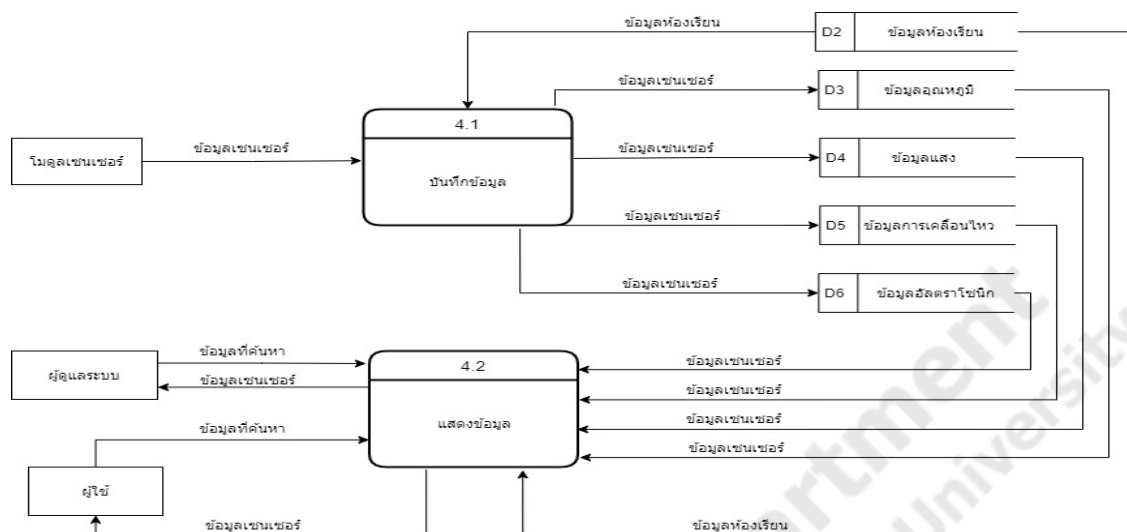 ข้อมูลห้องเรียน
D2 ข้อมูลห้องเรียน
ข้อมูลเซนเซอร์
D3 ข้อมูลอุณหภูมิ
4.1
โมดูลเซนเซอร์
ข้อมูลเซนเซอร์
บันทึกข้อมูล
ข้อมูลเซนเซอร์
D4 ข้อมูลแสง
ข้อมูลเซนเซอร์
D5 ข้อมูลการเคลื่อนไหว
ข้อมูลเซนเซอร์
D6 ข้อมูลอัลตราโซนิก
ผู้ดูแลระบบ
ข้อมูลที่ค้นหา
ข้อมูลเซนเซอร์
4.2
แสดงข้อมูล
ข้อมูลเซนเซอร์
ข้อมูลเซนเซอร์
ข้อมูลเซนเซอร์
ข้อมูลเซนเซอร์
ข้อมูลที่ค้นหา
ผู้ใช้
ข้อมูลเซนเซอร์
ข้อมูลห้องเรียน
University